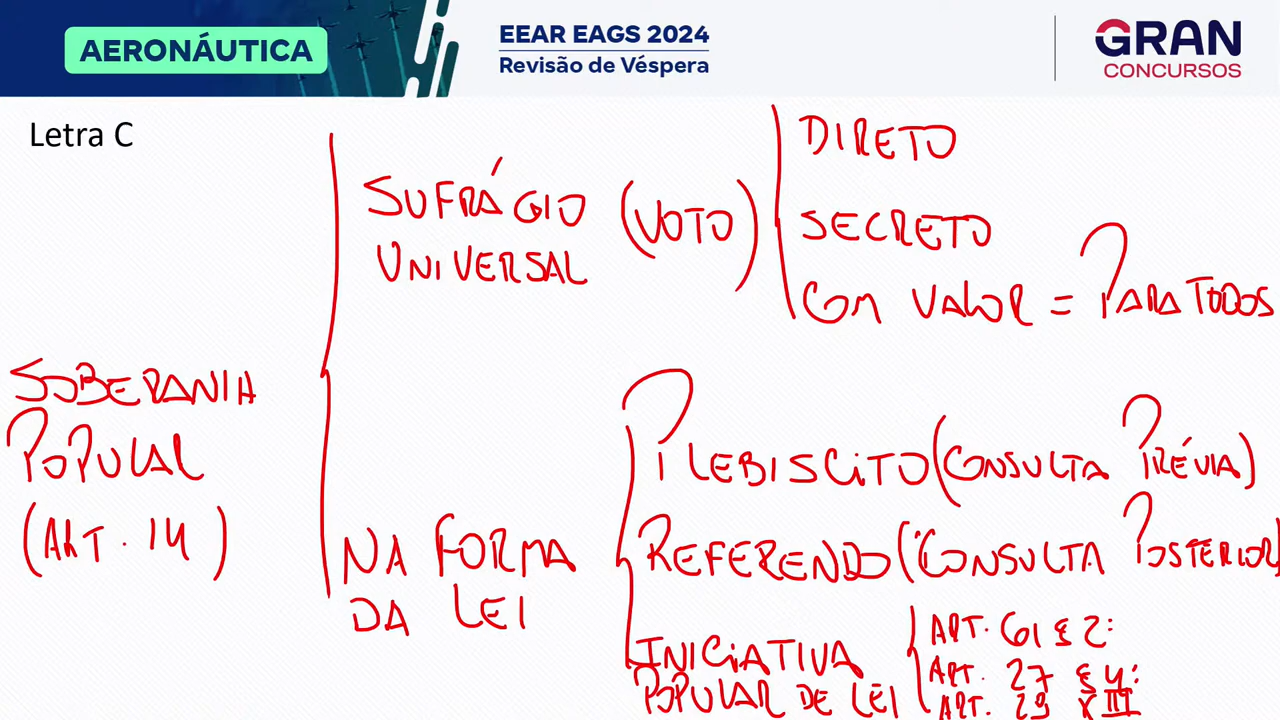 AERONÁUTICA
EEAR EAGS 2024
Revisão de Véspera
GRAN
CONCURSOS
Letra C
SOBERANIA
POPULAR
(ART. 14)
SUFRÁGIO (VOTO)
UNIVERSAL
DIRETO
SECRETO
COM VALOR = PARA TODOS
NA FORMA
DA LEI
PLEBISCITO (CONSULTA PRÉVIA)
REFERENDO (CONSULTA POSTERIOR)
INICIATIVA
POPULAR DE LEI
ART. 61 § 2:
ART. 27 § 4:
ART. 29 XIII